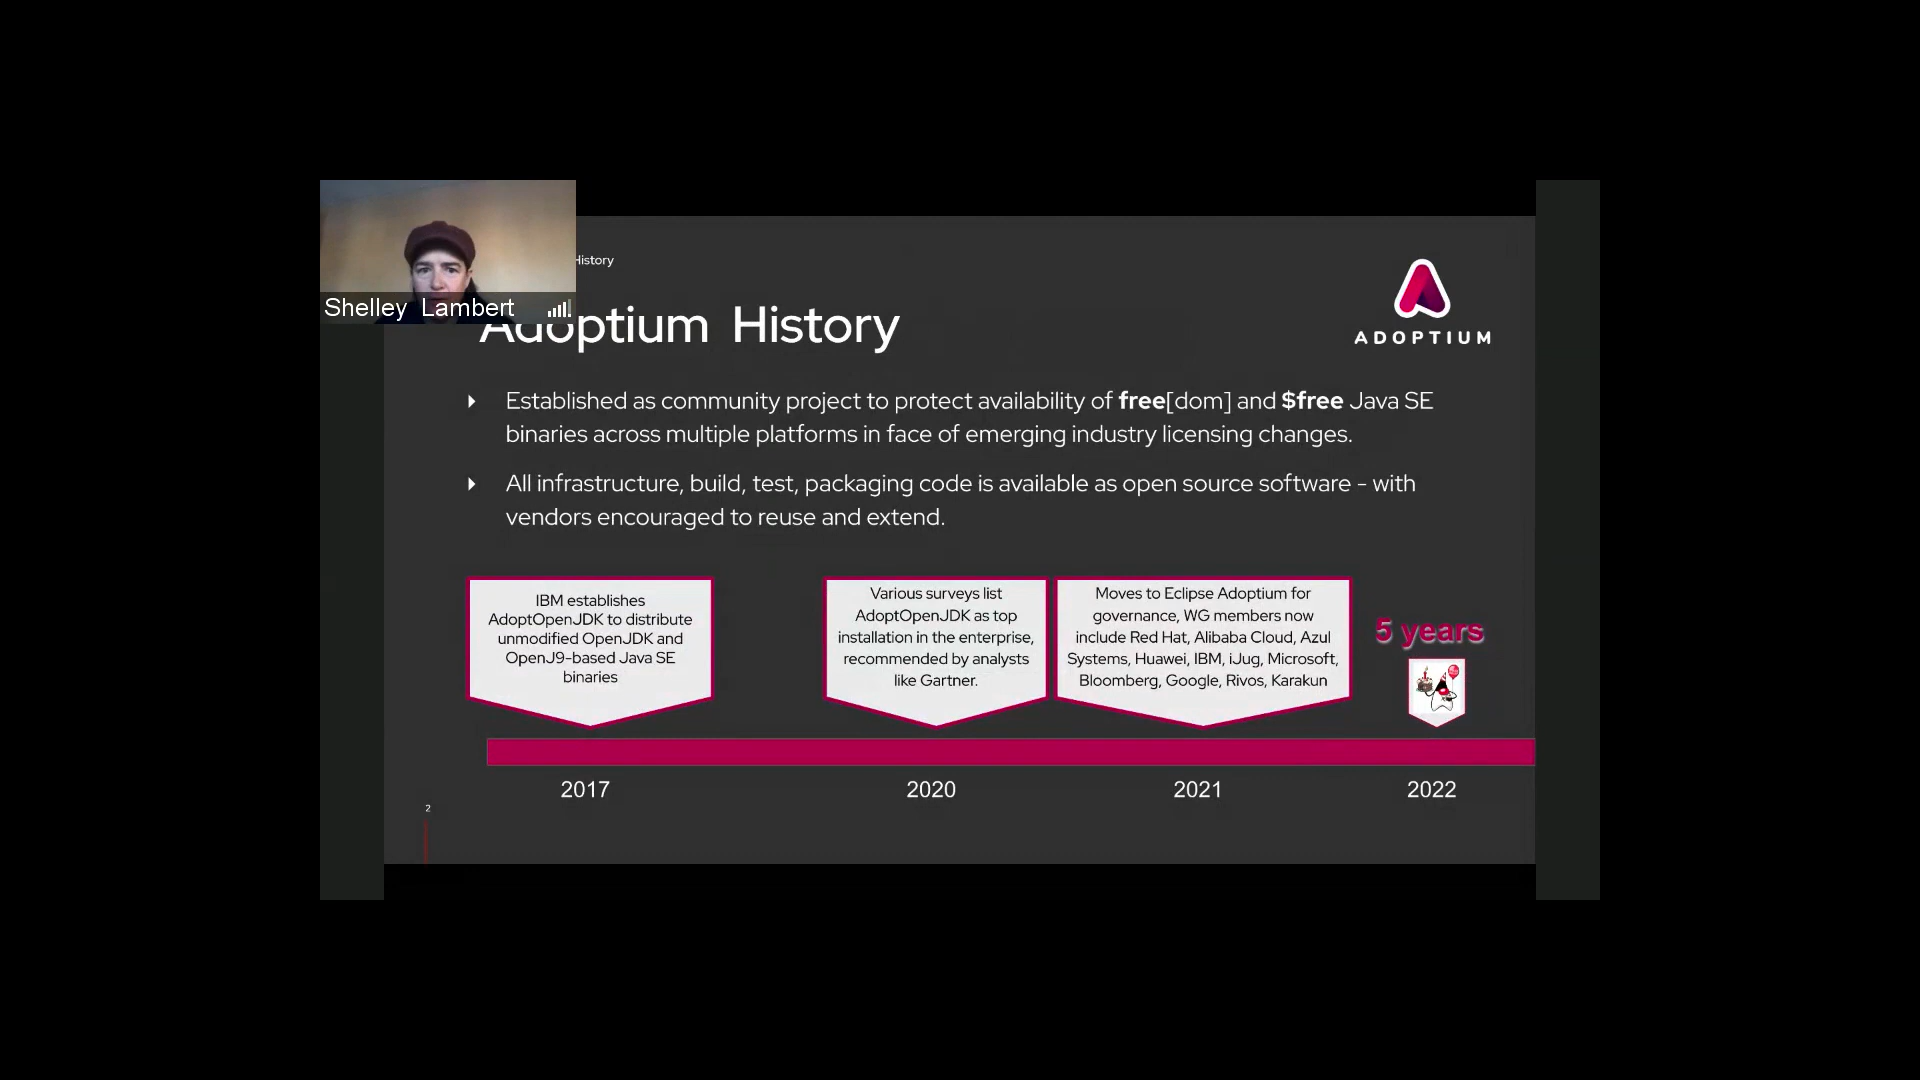 Shelley Lambert
History
Adoptium History
ADOPTIUM
Established as community project to protect availability of free[dom] and $free Java SE
binaries across multiple platforms in face of emerging industry licensing changes.
All infrastructure, build, test, packaging code is available as open source software - with
vendors encouraged to reuse and extend.
IBM establishes
AdoptOpenJDK to distribute
unmodified OpenJDK and
OpenJ9-based Java SE
binaries
Various surveys list
AdoptOpenJDK as top
installation in the enterprise,
recommended by analysts
like Gartner.
Moves to Eclipse Adoptium for
governance, WG members now
include Red Hat, Alibaba Cloud, Azul
Systems, Huawei, IBM, iJug, Microsoft,
Bloomberg, Google, Rivos, Karakun
5 years
2017
2020
2021
2022
2